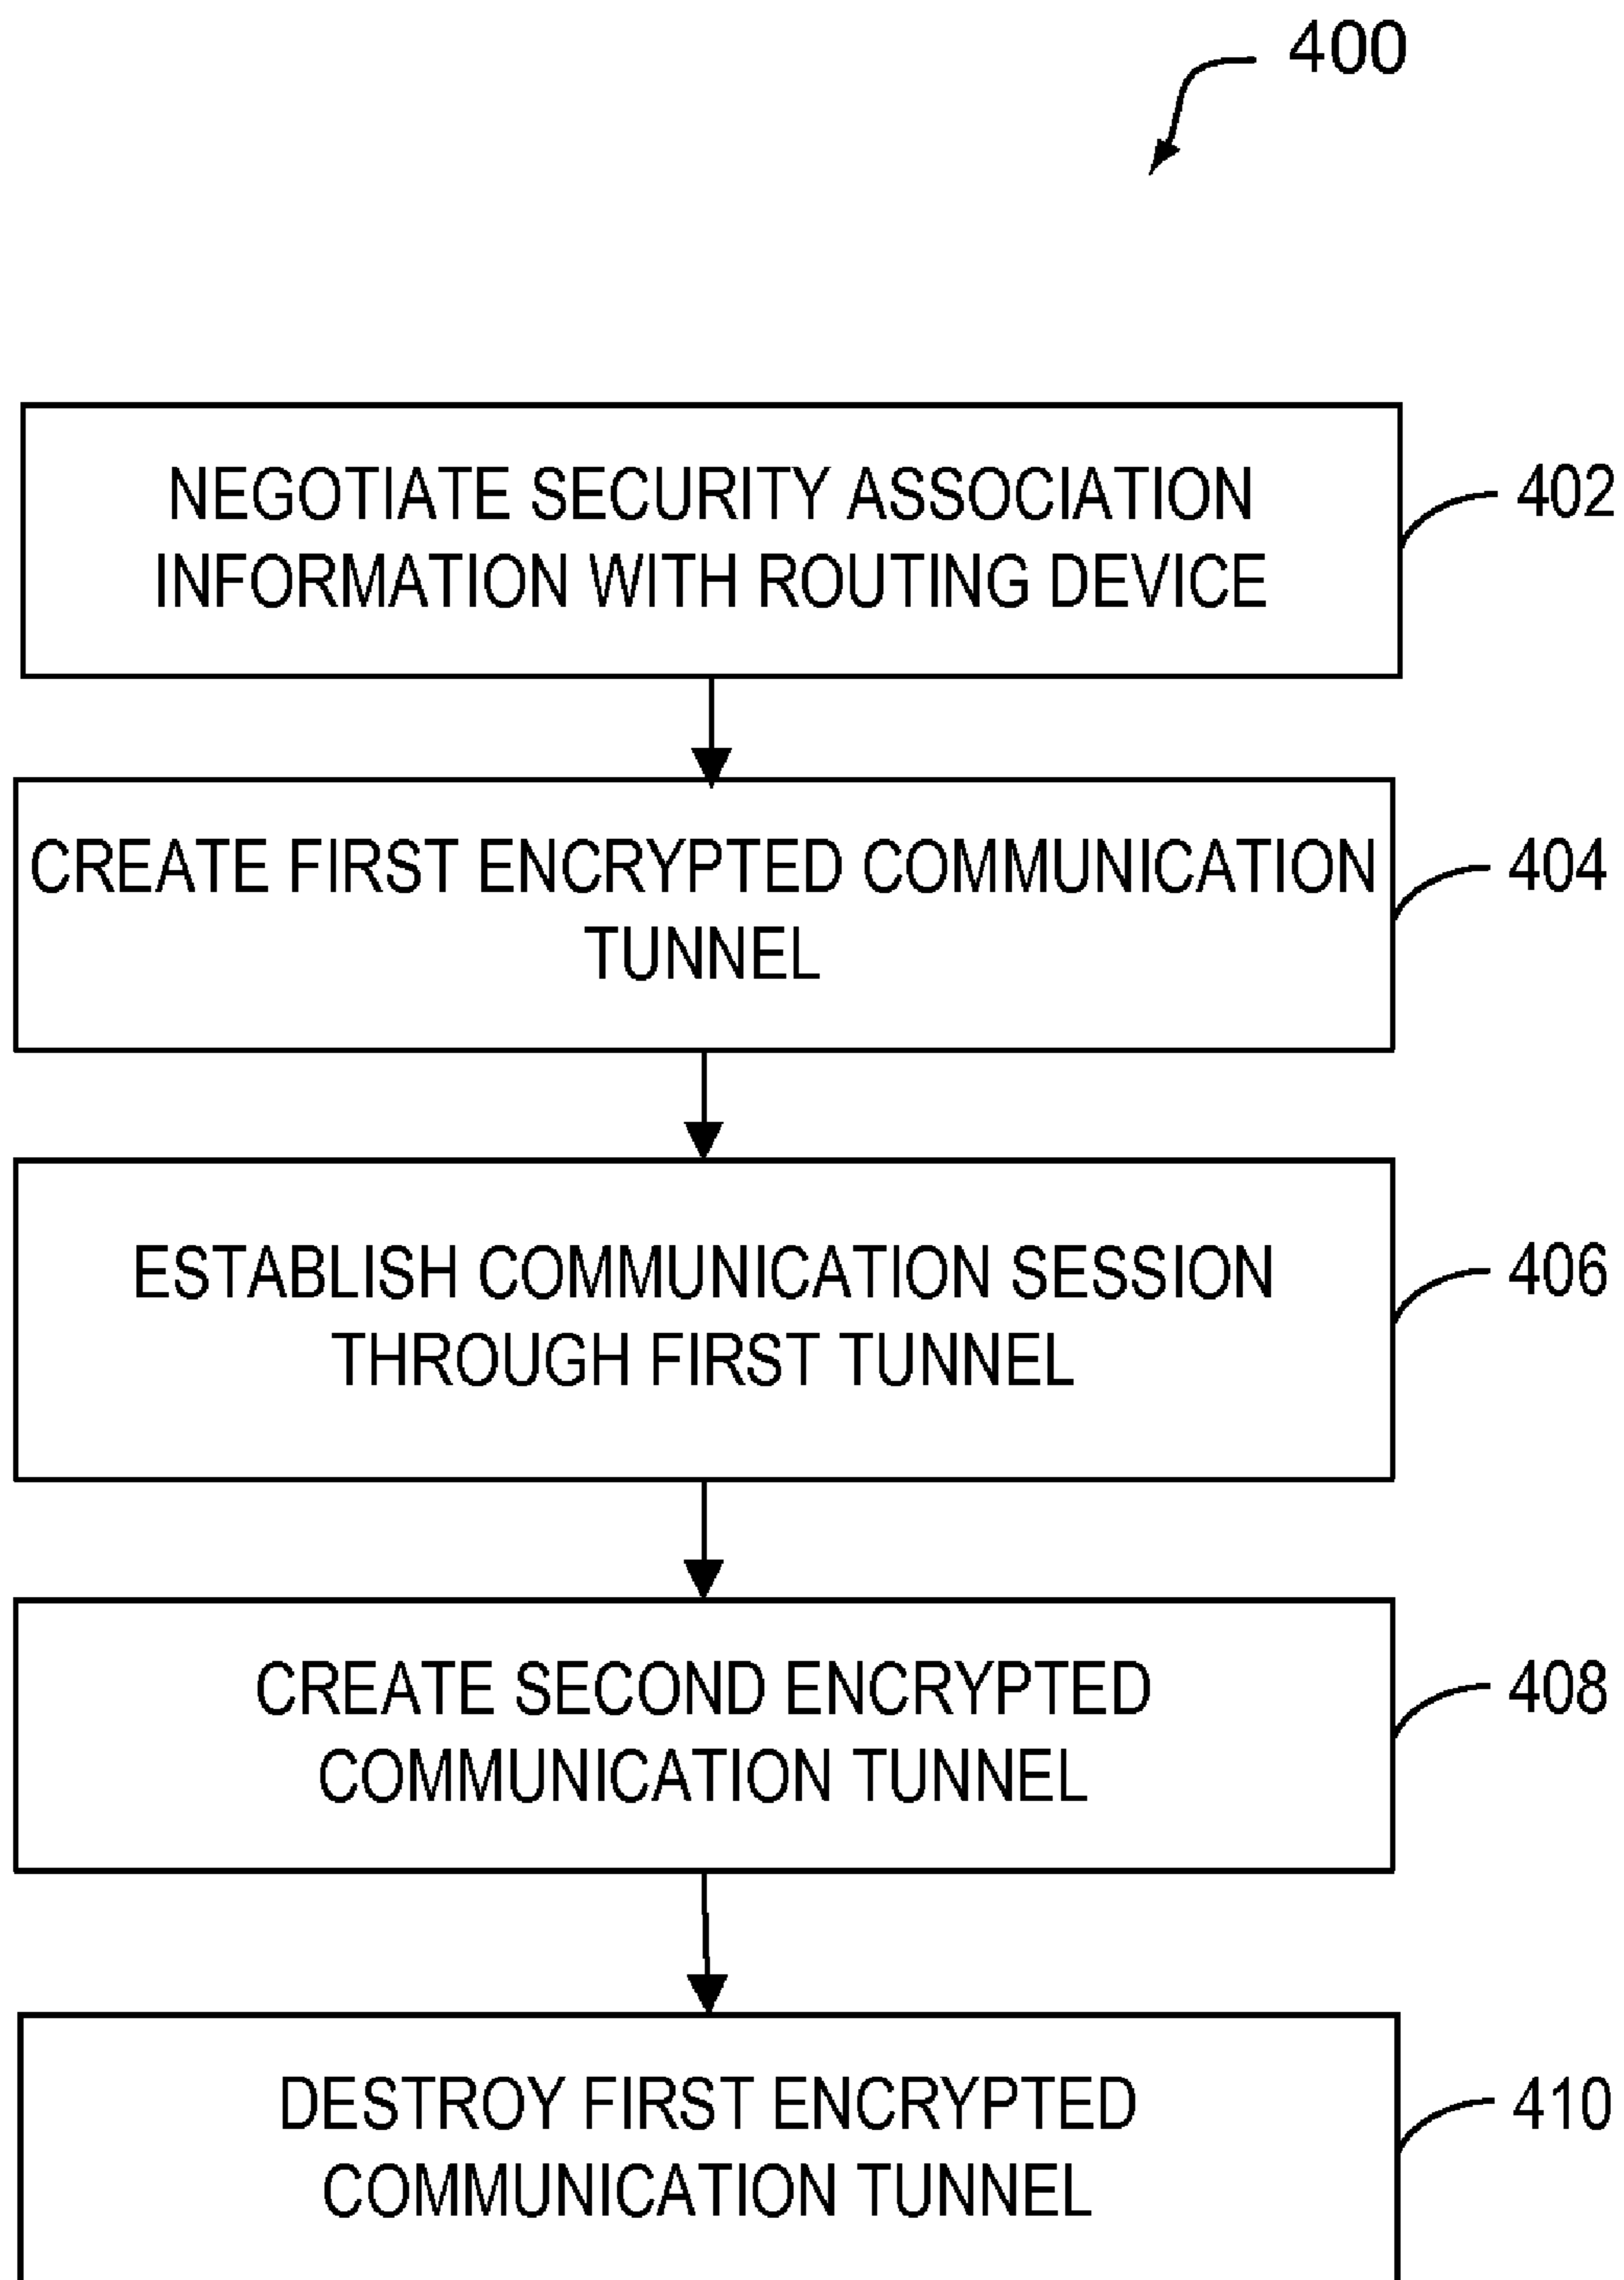 400
NEGOTIATE SECURITY ASSOCIATION
INFORMATION WITH ROUTING DEVICE
402
CREATE FIRST ENCRYPTED COMMUNICATION
TUNNEL
404
ESTABLISH COMMUNICATION SESSION
THROUGH FIRST TUNNEL
406
CREATE SECOND ENCRYPTED
COMMUNICATION TUNNEL
408
DESTROY FIRST ENCRYPTED
COMMUNICATION TUNNEL
410